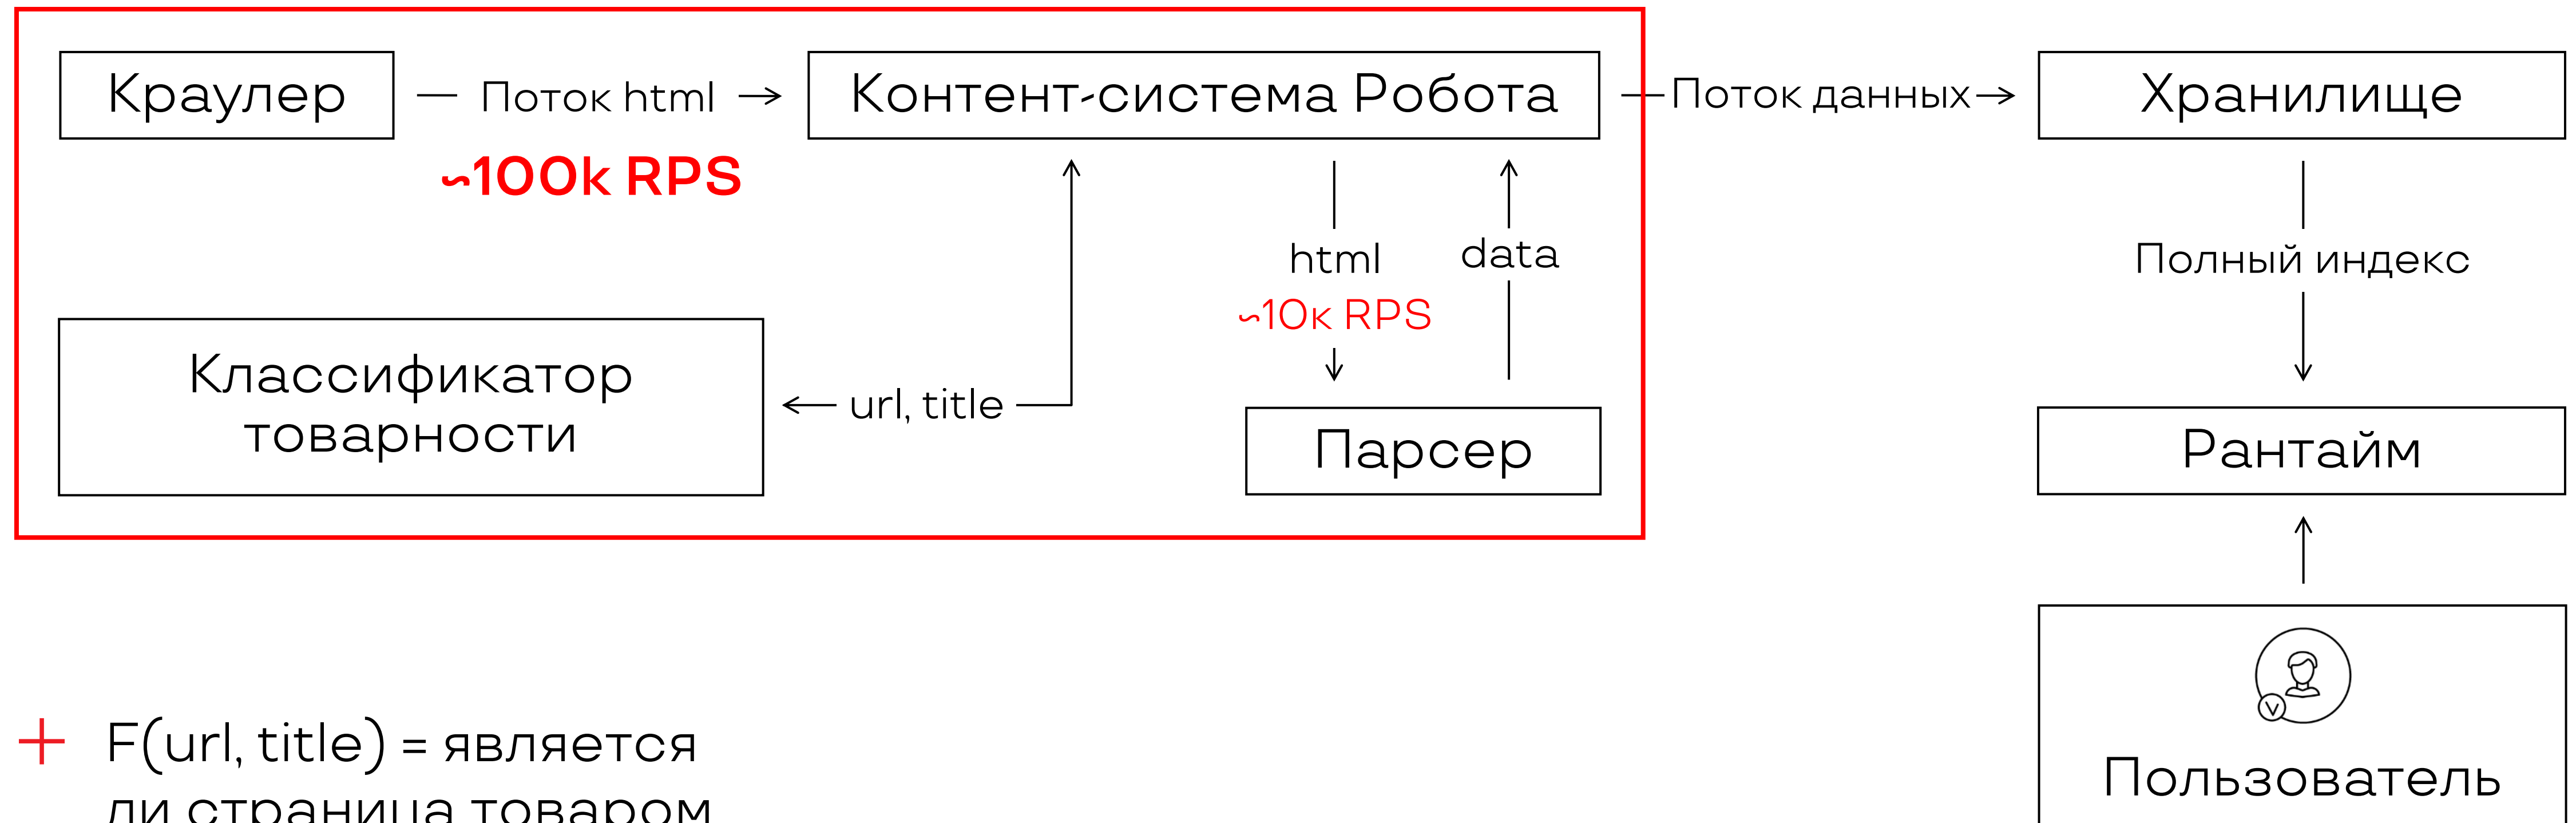 Краулер
Поток html
~100k RPS
Контент-система Робота
Поток данных
Хранилище
html
~10к RPS
data
Полный индекс
Классификатор
товарности
url, title
Парсер
Рантайм
Пользователь
F(url, title) = является
ли страница товаром